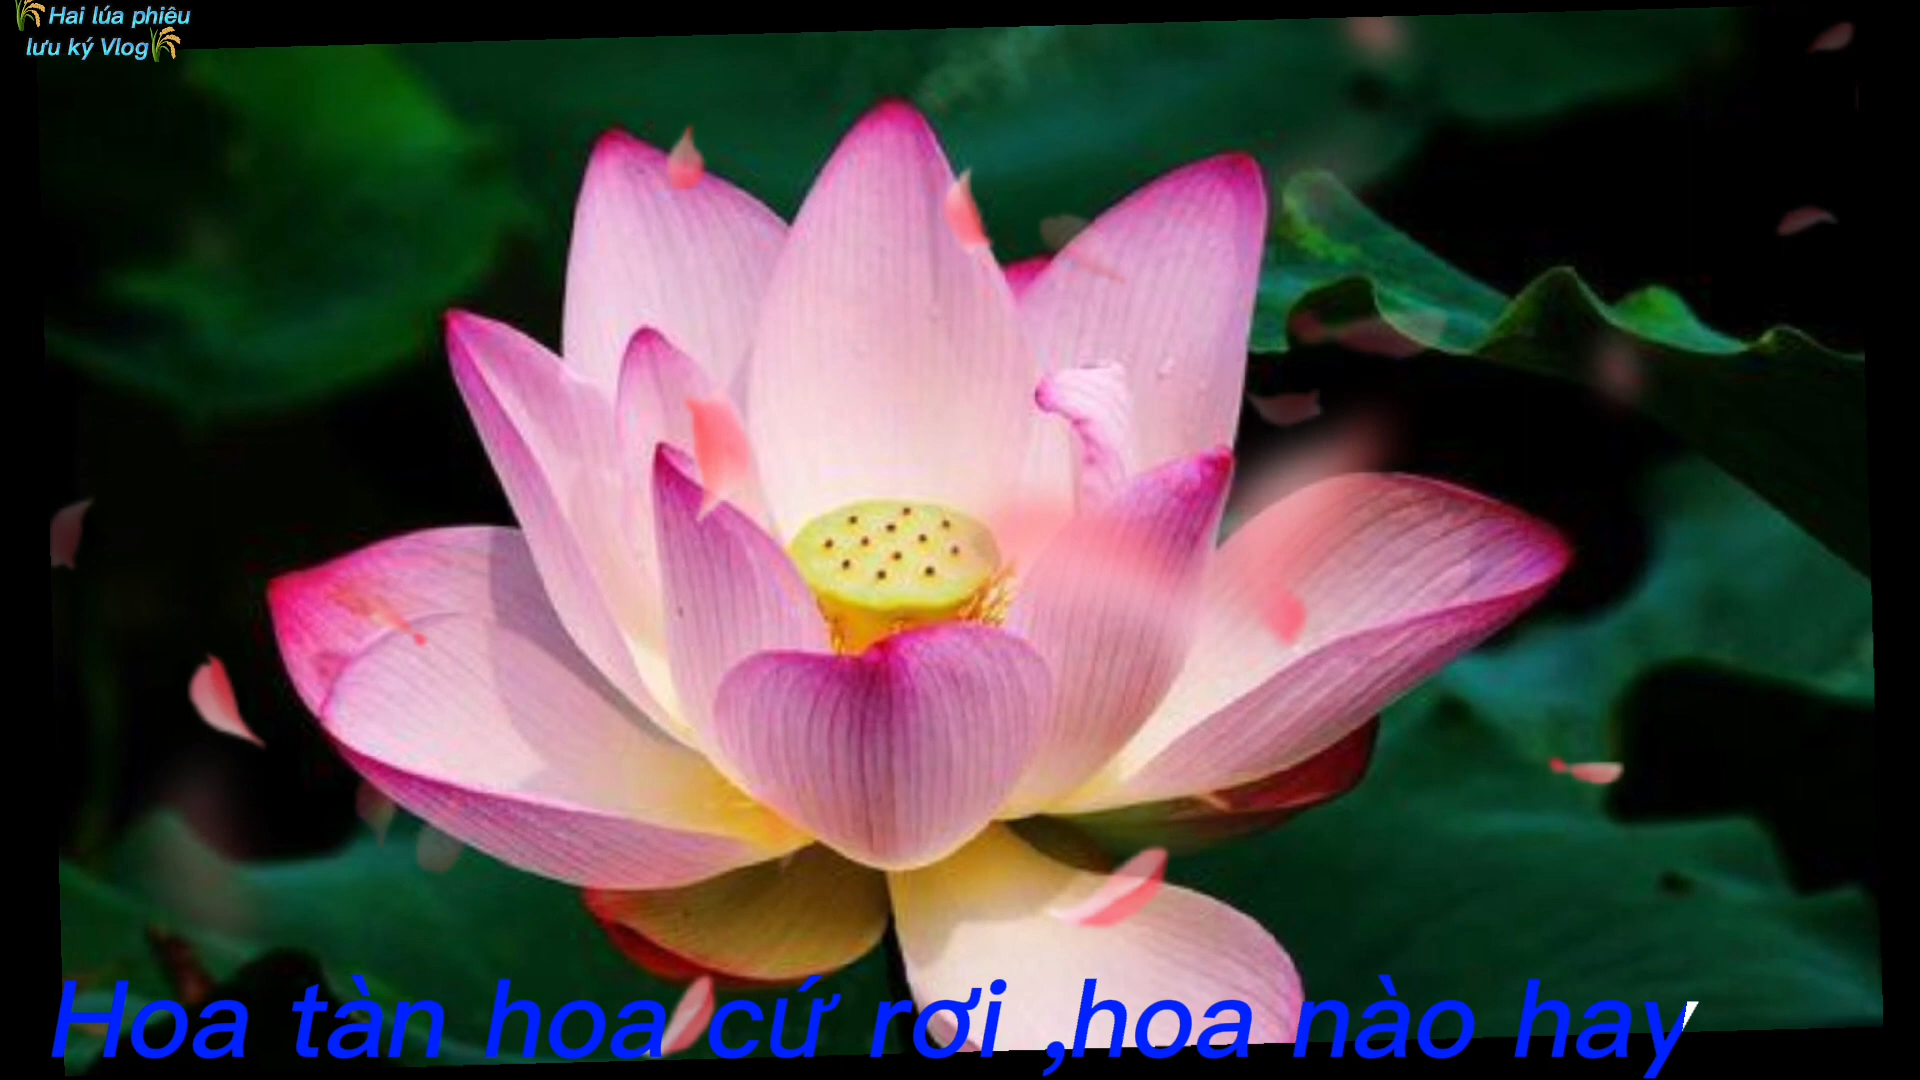 🌾Hai lúa phiêu
lưu ký Vlog🌾
Hoa tàn hoa cứ rơi ,hoa nào hay